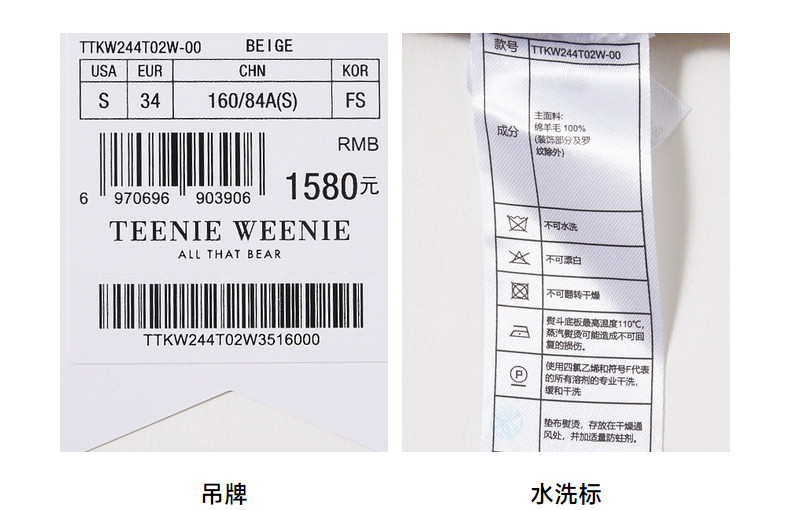 TTKW244T02W-00 BEIGE
USA EUR CHN KOR
S 34 160/84A(S) FS
RMB
6 970696 903906
1580元
TEENIE WEENIE
ALL THAT BEAR
TTKW244T02W3516000
吊牌
款号 TTKW244T02W-00
成分
主面料:
绵羊毛 100%
(装饰部分及罗
纹除外)
不可水洗
不可漂白
不可翻转干燥
熨斗底板最高温度110℃,
蒸汽熨烫可能造成不可回
复的损伤。
P
使用四氯乙烯和符号F代表
的所有溶剂的专业干洗,
缓和干洗
垫布熨烫，存放在干燥通
风处，并加适量防蛀剂。
水洗标